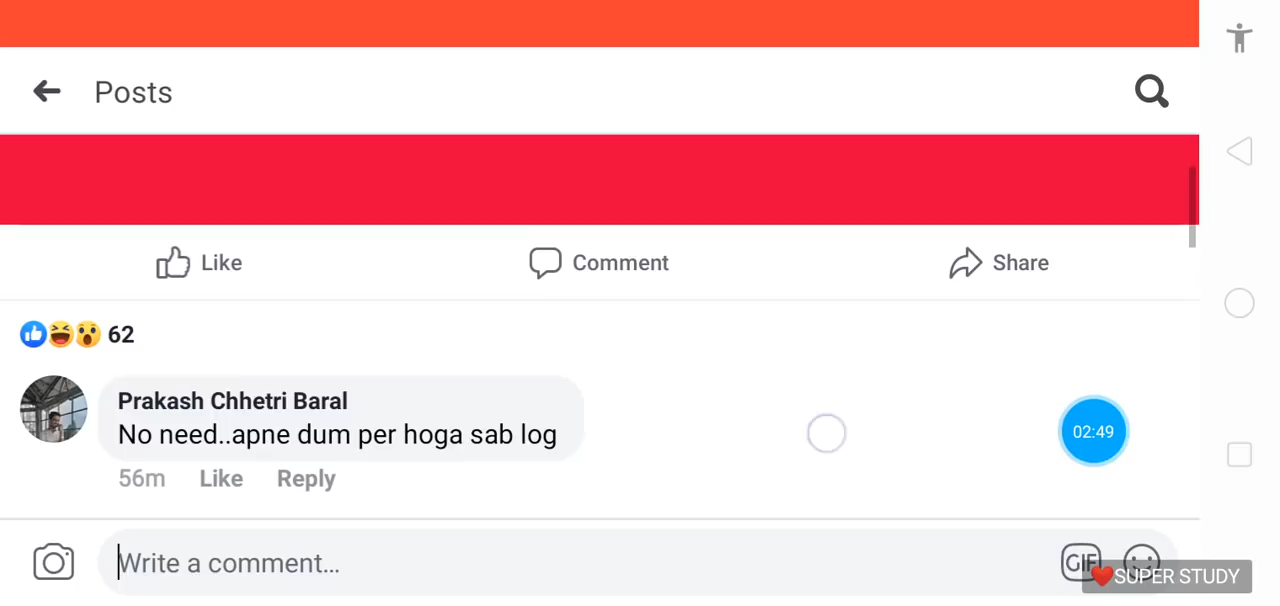 Posts
Like
Comment
Share
62
Prakash Chhetri Baral
No need..apne dum per hoga sab log
02:49
56m Like Reply
Write a comment...
GIF
SUPER STUDY